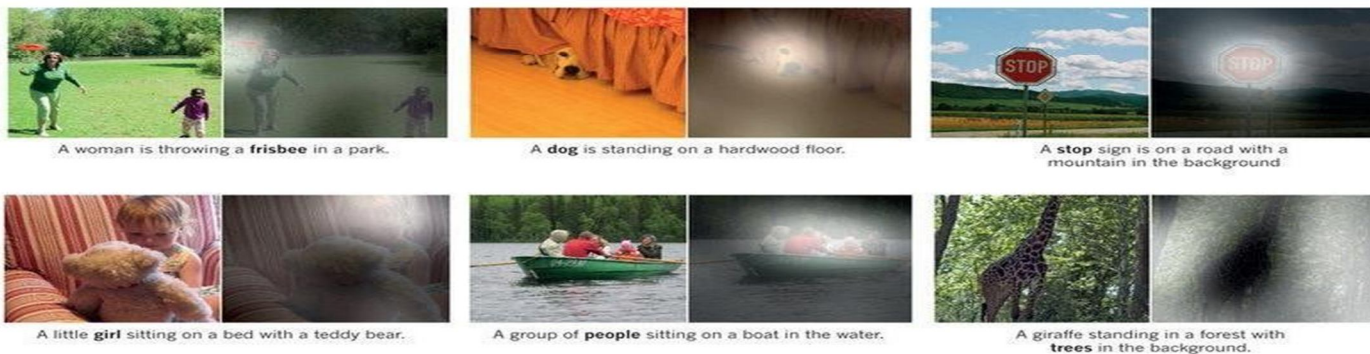 STOP
STOP
A woman is throwing a frisbee in a park.
A dog is standing on a hardwood floor.
A stop sign is on a road with a
mountain in the background
A little girl sitting on a bed with a teddy bear.
A group of people sitting on a boat in the water.
A giraffe standing in a forest with
trees in the background.